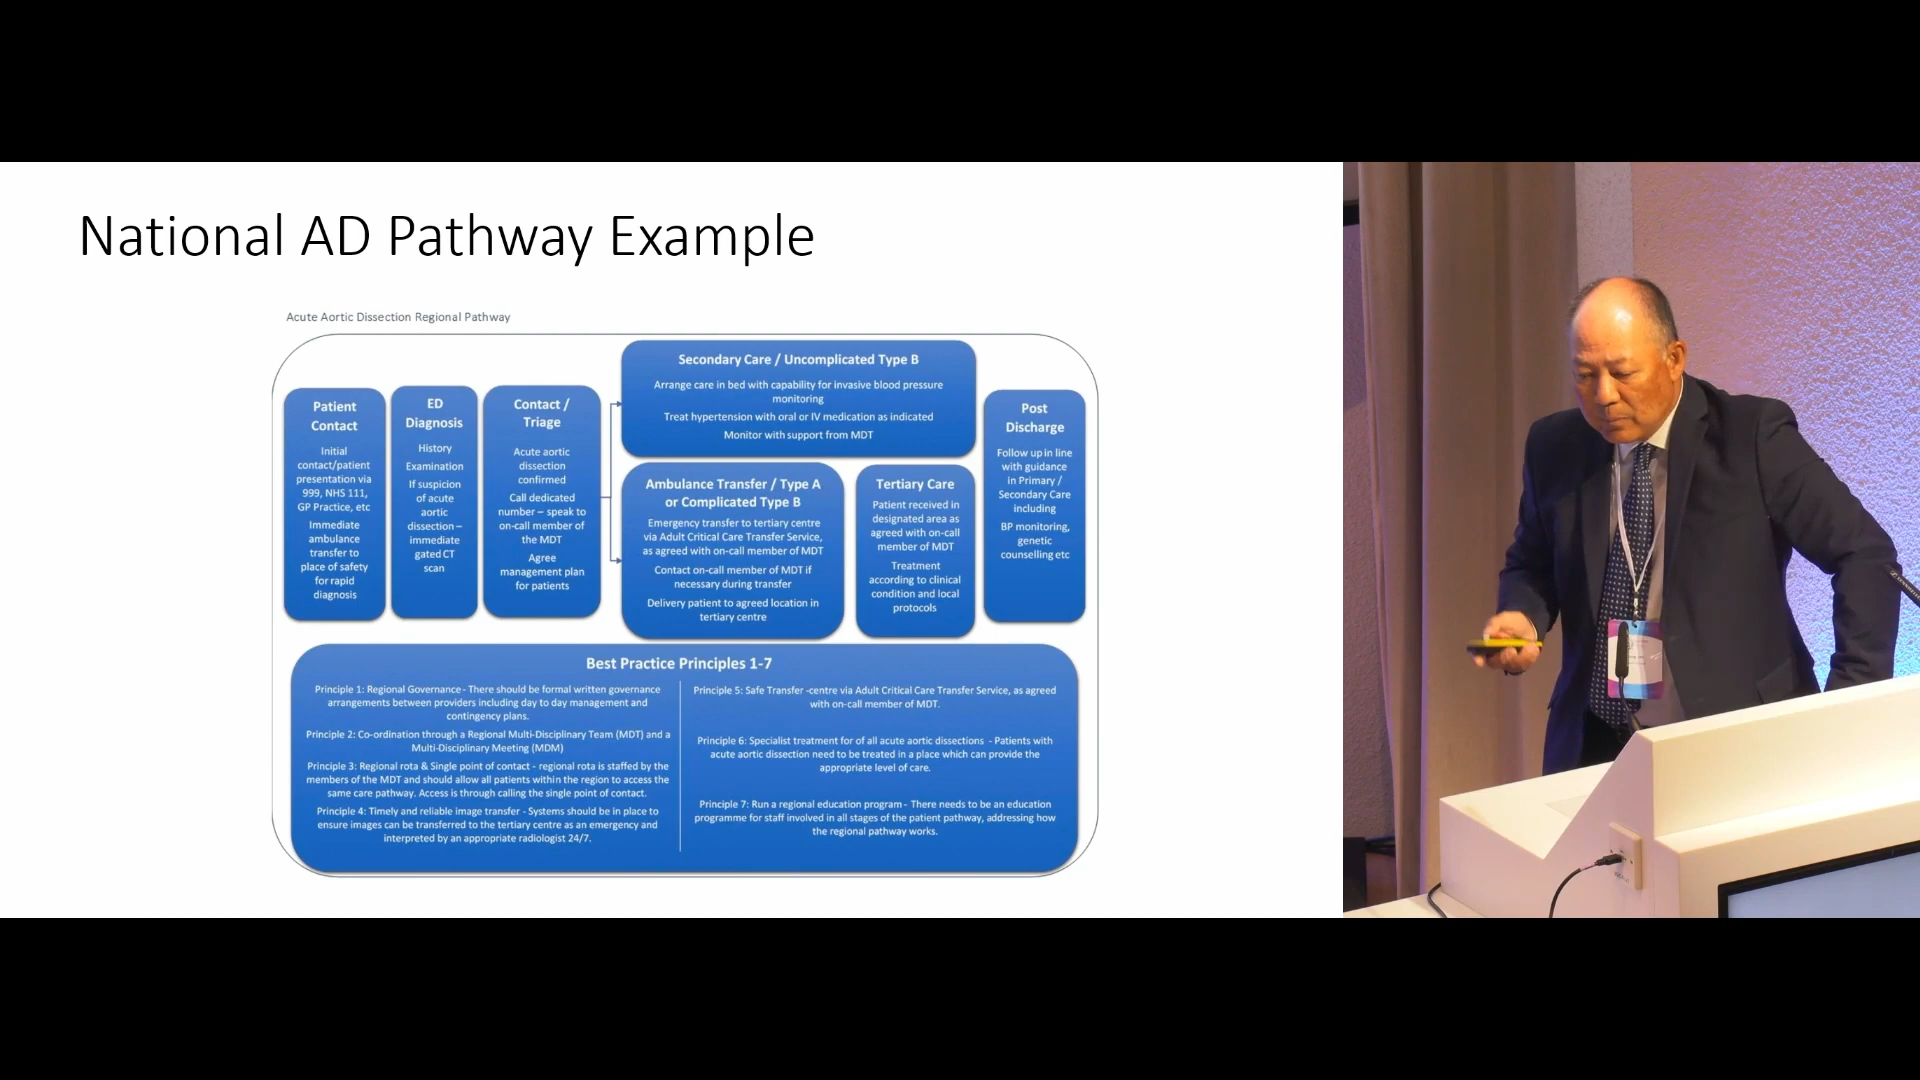 National AD Pathway Example
Acute Aortic Dissection Regional Pathway
Patient
Contact
Initial
contact/patient
presentation via
999, NHS 111,
GP Practice, etc
Immediate
ambulance
transfer to
place of safety
for rapid
diagnosis
ED
Diagnosis
History
Examination
If suspicion
of acute
aortic
dissection –
immediate
gated CT
scan
Contact /
Triage
Acute aortic
dissection
confirmed
Call dedicated
number – speak to
on-call member of
the MDT
Agree
management plan
for patients
Secondary Care / Uncomplicated Type B
Arrange care in bed with capability for invasive blood pressure
monitoring
Treat hypertension with oral or IV medication as indicated
Monitor with support from MDT
Ambulance Transfer / Type A
or Complicated Type B
Emergency transfer to tertiary centre
via Adult Critical Care Transfer Service,
as agreed with on-call member of MDT
Contact on-call member of MDT if
necessary during transfer
Delivery patient to agreed location in
tertiary centre
Tertiary Care
Patient received in
designated area as
agreed with on-call
member of MDT
Treatment
according to clinical
condition and local
protocols
Post
Discharge
Follow up in line
with guidance
in Primary /
Secondary Care
including
BP monitoring,
genetic
counselling etc
Best Practice Principles 1-7
Principle 1: Regional Governance - There should be formal written governance
arrangements between providers including day to day management and
contingency plans.
Principle 2: Co-ordination through a Regional Multi-Disciplinary Team (MDT) and a
Multi-Disciplinary Meeting (MDM)
Principle 3: Regional rota & Single point of contact - regional rota is staffed by the
members of the MDT and should allow all patients within the region to access the
same care pathway. Access is through calling the single point of contact.
Principle 4: Timely and reliable image transfer - Systems should be in place to
ensure images can be transferred to the tertiary centre as an emergency and
interpreted by an appropriate radiologist 24/7.
Principle 5: Safe Transfer -centre via Adult Critical Care Transfer Service, as agreed
with on-call member of MDT.
Principle 6: Specialist treatment for of all acute aortic dissections - Patients with
acute aortic dissection need to be treated in a place which can provide the
appropriate level of care.
Principle 7: Run a regional education program - There needs to be an education
programme for staff involved in all stages of the patient pathway, addressing how
the regional pathway works.